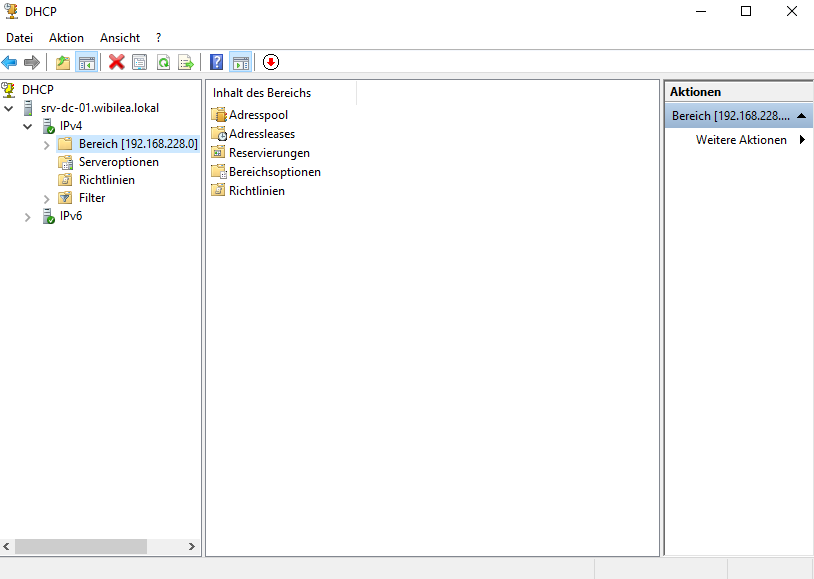 DHCP
Datei Aktion Ansicht ?
DHCP
srv-dc-01.wibilea.lokal
IPv4
Bereich [192.168.228.0]
Serveroptionen
Richtlinien
Filter
IPv6
Inhalt des Bereichs
Adresspool
Adressleases
Reservierungen
Bereichsoptionen
Richtlinien
Aktionen
Bereich [192.168.228....
Weitere Aktionen